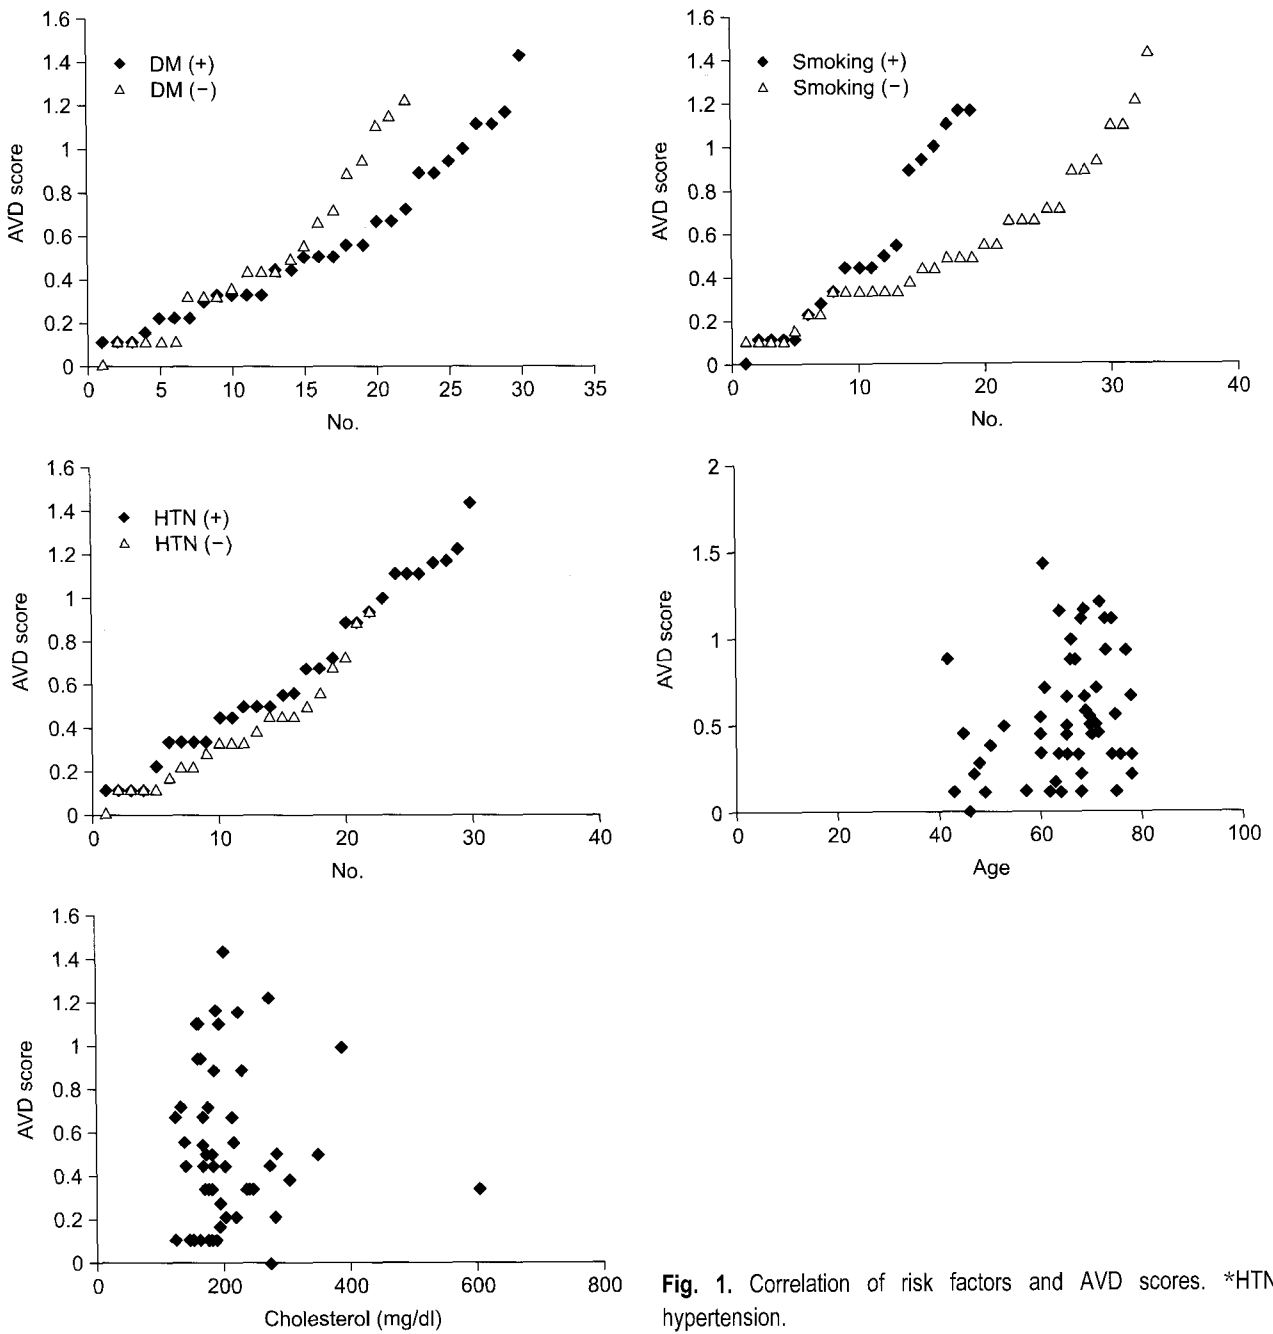 1.6
1.4
1.2
1
0.8
0.6
0.4
0.2
0
AVD score
DM (+)
DM (−)
0 5 10 15 20 25 30 35
No.
1.6
1.4
1.2
1
0.8
0.6
0.4
0.2
0
AVD score
Smoking (+)
Smoking (−)
0 10 20 30 40
No.
1.6
1.4
1.2
1
0.8
0.6
0.4
0.2
0
AVD score
HTN (+)
HTN (−)
0 10 20 30 40
No.
2
1.5
1
0.5
0
AVD score
0 20 40 60 80 100
Age
1.6
1.4
1.2
1
0.8
0.6
0.4
0.2
0
AVD score
0 200 400 600 800
Cholesterol (mg/dl)
Fig. 1. Correlation of risk factors and AVD scores. *HTN
hypertension.